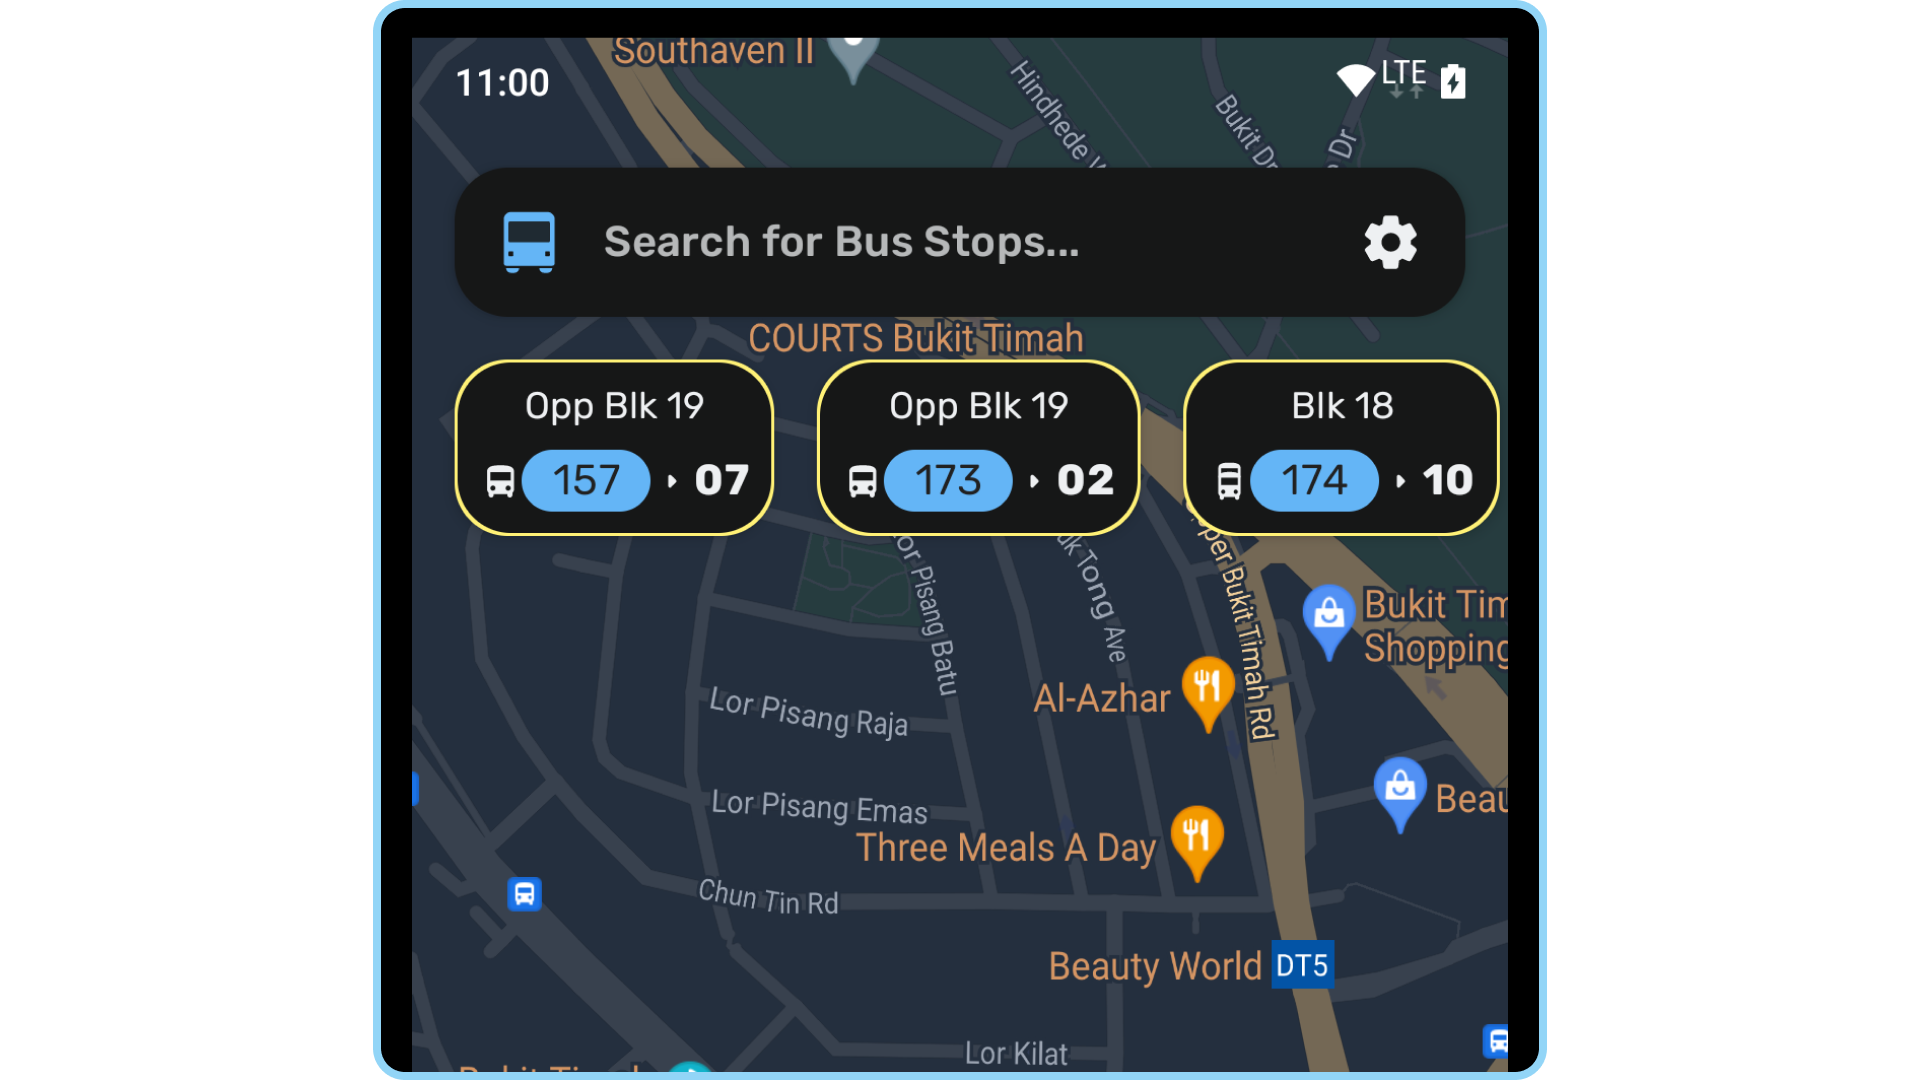 Southaven II
11:00
LTE
Hindhede
Bukit Dr
Dr
Search for Bus Stops...
COURTS Bukit Timah
Opp Blk 19
157 07
Opp Blk 19
173 02
Blk 18
174 10
Pisang Batu
Tong Ave
Bukit Timah Rd
Bukit Tim
Shopping
Al-Azhar
Lor Pisang Raja
Lor Pisang Emas
Beau
Three Meals A Day
Chun Tin Rd
Beauty World DT5
Lor Kilat